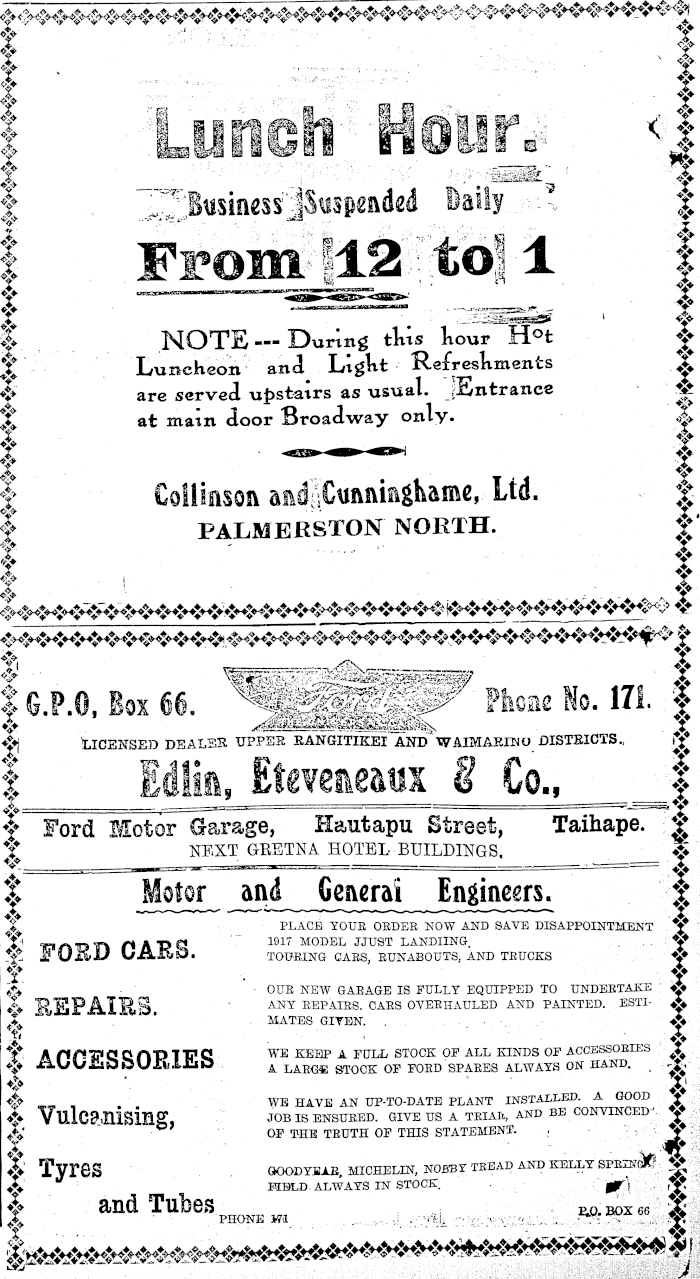 Lunch Hour.
Business Suspended Daily
From 12 to 1
NOTE --- During this hour Hot
Luncheon and Light Refreshments
are served upstairs as usual. Entrance
at main door Broadway only.
Collinson and Cunninghame, Ltd.
PALMERSTON NORTH.
G.P.O, Box 66.
Ford
Phone No. 171.
LICENSED DEALER UPPER RANGITIKEI AND WAIMARINO DISTRICTS.
Edlin, Eteveneaux & Co.,
Ford Motor Garage, Hautapu Street, Taihape.
NEXT GRETNA HOTEL BUILDINGS.
Motor and General Engineers.
FORD CARS.
PLACE YOUR ORDER NOW AND SAVE DISAPPOINTMENT
1917 MODEL JJUST LANDIING.
TOURING CARS, RUNABOUTS, AND TRUCKS
REPAIRS.
OUR NEW GARAGE IS FULLY EQUIPPED TO UNDERTAKE
ANY REPAIRS. CARS OVERHAULED AND PAINTED. ESTI-
MATES GIVEN.
ACCESSORIES
WE KEEP A FULL STOCK OF ALL KINDS OF ACCESSORIES
A LARGE STOCK OF FORD SPARES ALWAYS ON HAND.
Vulcanising,
WE HAVE AN UP-TO-DATE PLANT INSTALLED. A GOOD
JOB IS ENSURED. GIVE US A TRIAL, AND BE CONVINCED
OF THE TRUTH OF THIS STATEMENT.
Tyres
and Tubes
GOODYEAR, MICHELIN, NOBBY TREAD AND KELLY SPRING
FIELD ALWAYS IN STOCK.
PHONE 171
P.O. BOX 66